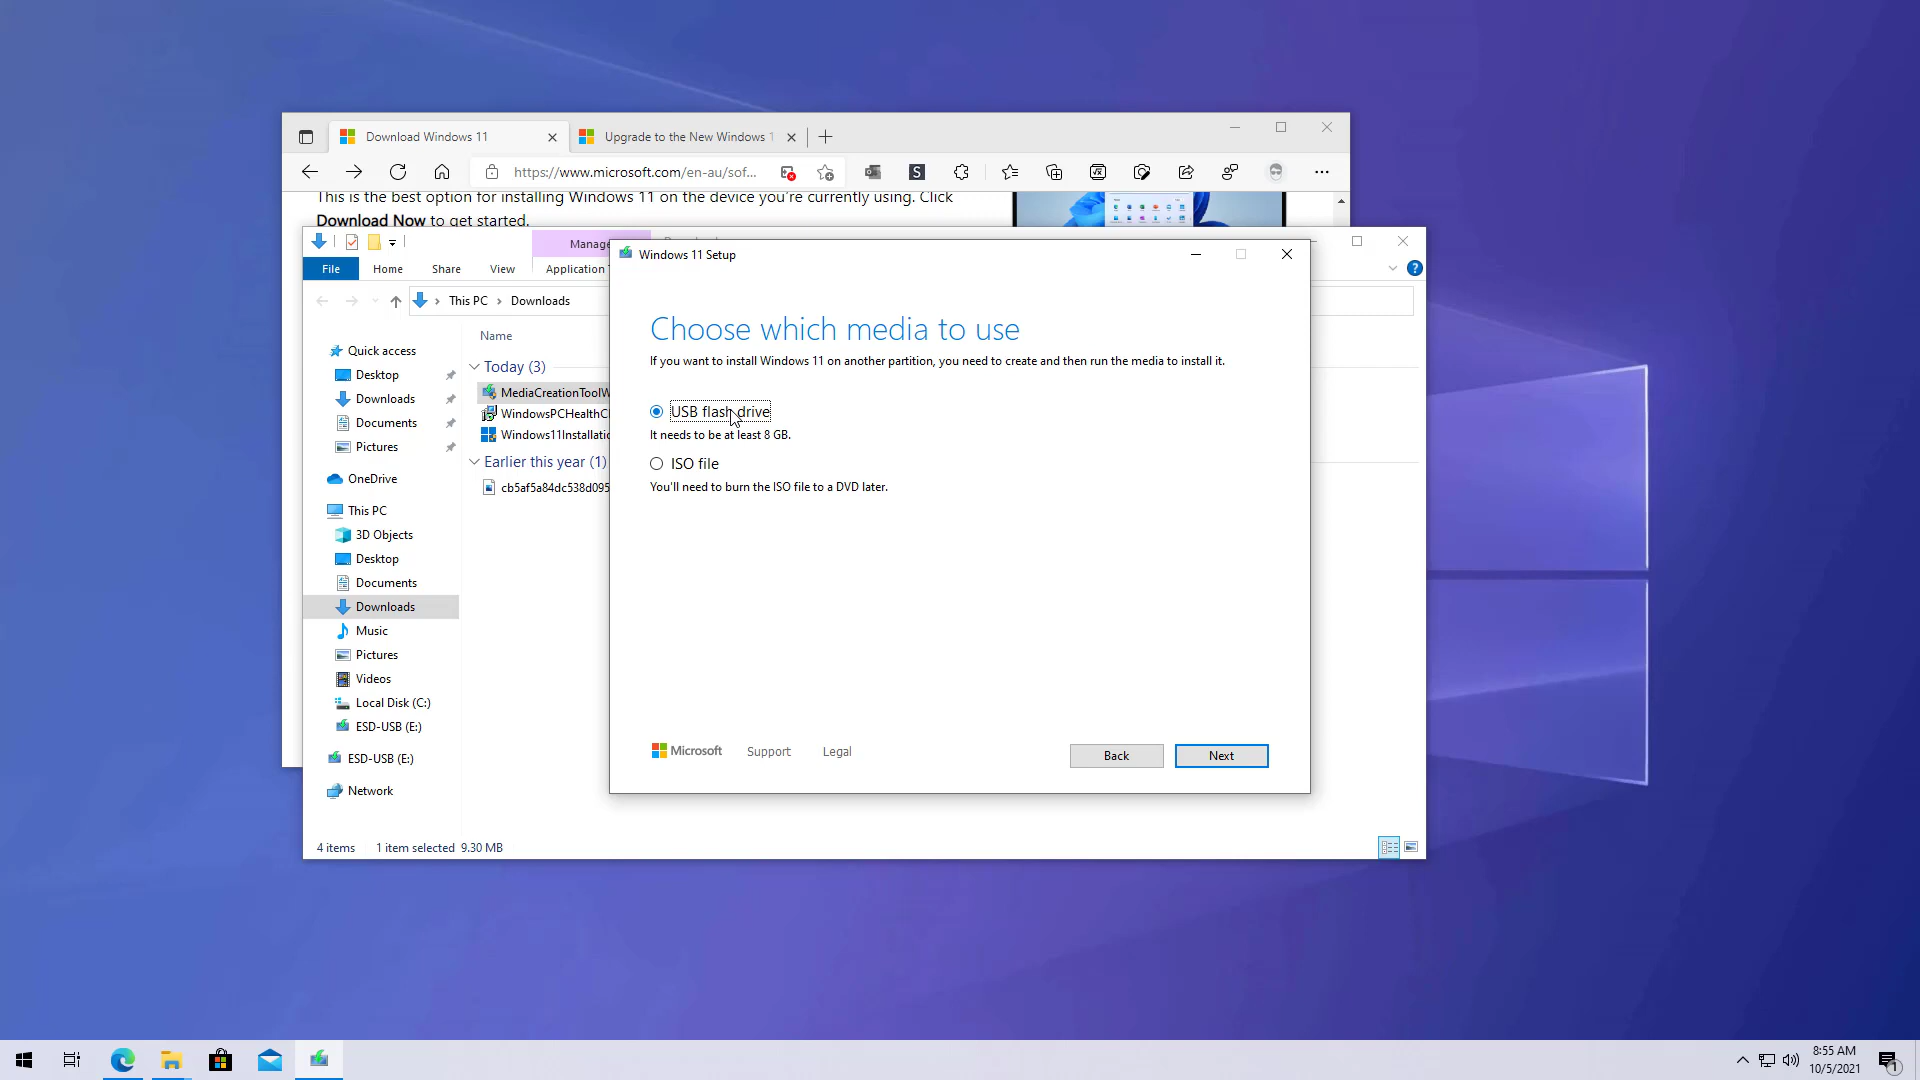 Download Windows 11
Upgrade to the New Windows 1
https://www.microsoft.com/en-au/sof...
This is the best option for installing Windows 11 on the device you're currently using. Click
Download Now to get started.
Manage
File
Home
Share
View
Application
This PC
Downloads
Name
Quick access
Desktop
Downloads
Documents
Pictures
OneDrive
This PC
3D Objects
Desktop
Documents
Downloads
Music
Pictures
Videos
Local Disk (C:)
ESD-USB (E:)
ESD-USB (E:)
Network
Today (3)
MediaCreationToolW
WindowsPCHealthC
Windows11Installatio
Earlier this year (1)
cb5af5a84dc538d095
4 items
1 item selected 9.30 MB
Windows 11 Setup
Choose which media to use
If you want to install Windows 11 on another partition, you need to create and then run the media to install it.
USB flash drive
It needs to be at least 8 GB.
ISO file
You'll need to burn the ISO file to a DVD later.
Microsoft
Support
Legal
Back
Next
8:55 AM
10/5/2021
1